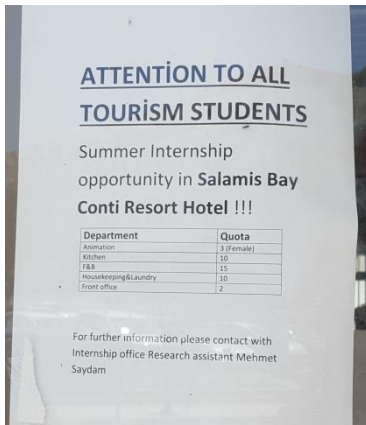 ATTENTİON TO ALL
TOURİSM STUDENTS
Summer Internship
opportunity in Salamis Bay
Conti Resort Hotel !!!
Department Quota
Animation 3 (Female)
Kitchen 10
F&B 15
Housekeeping&Laundry 10
Front office 2
For further information please contact with
Internship office Research assistant Mehmet
Saydam